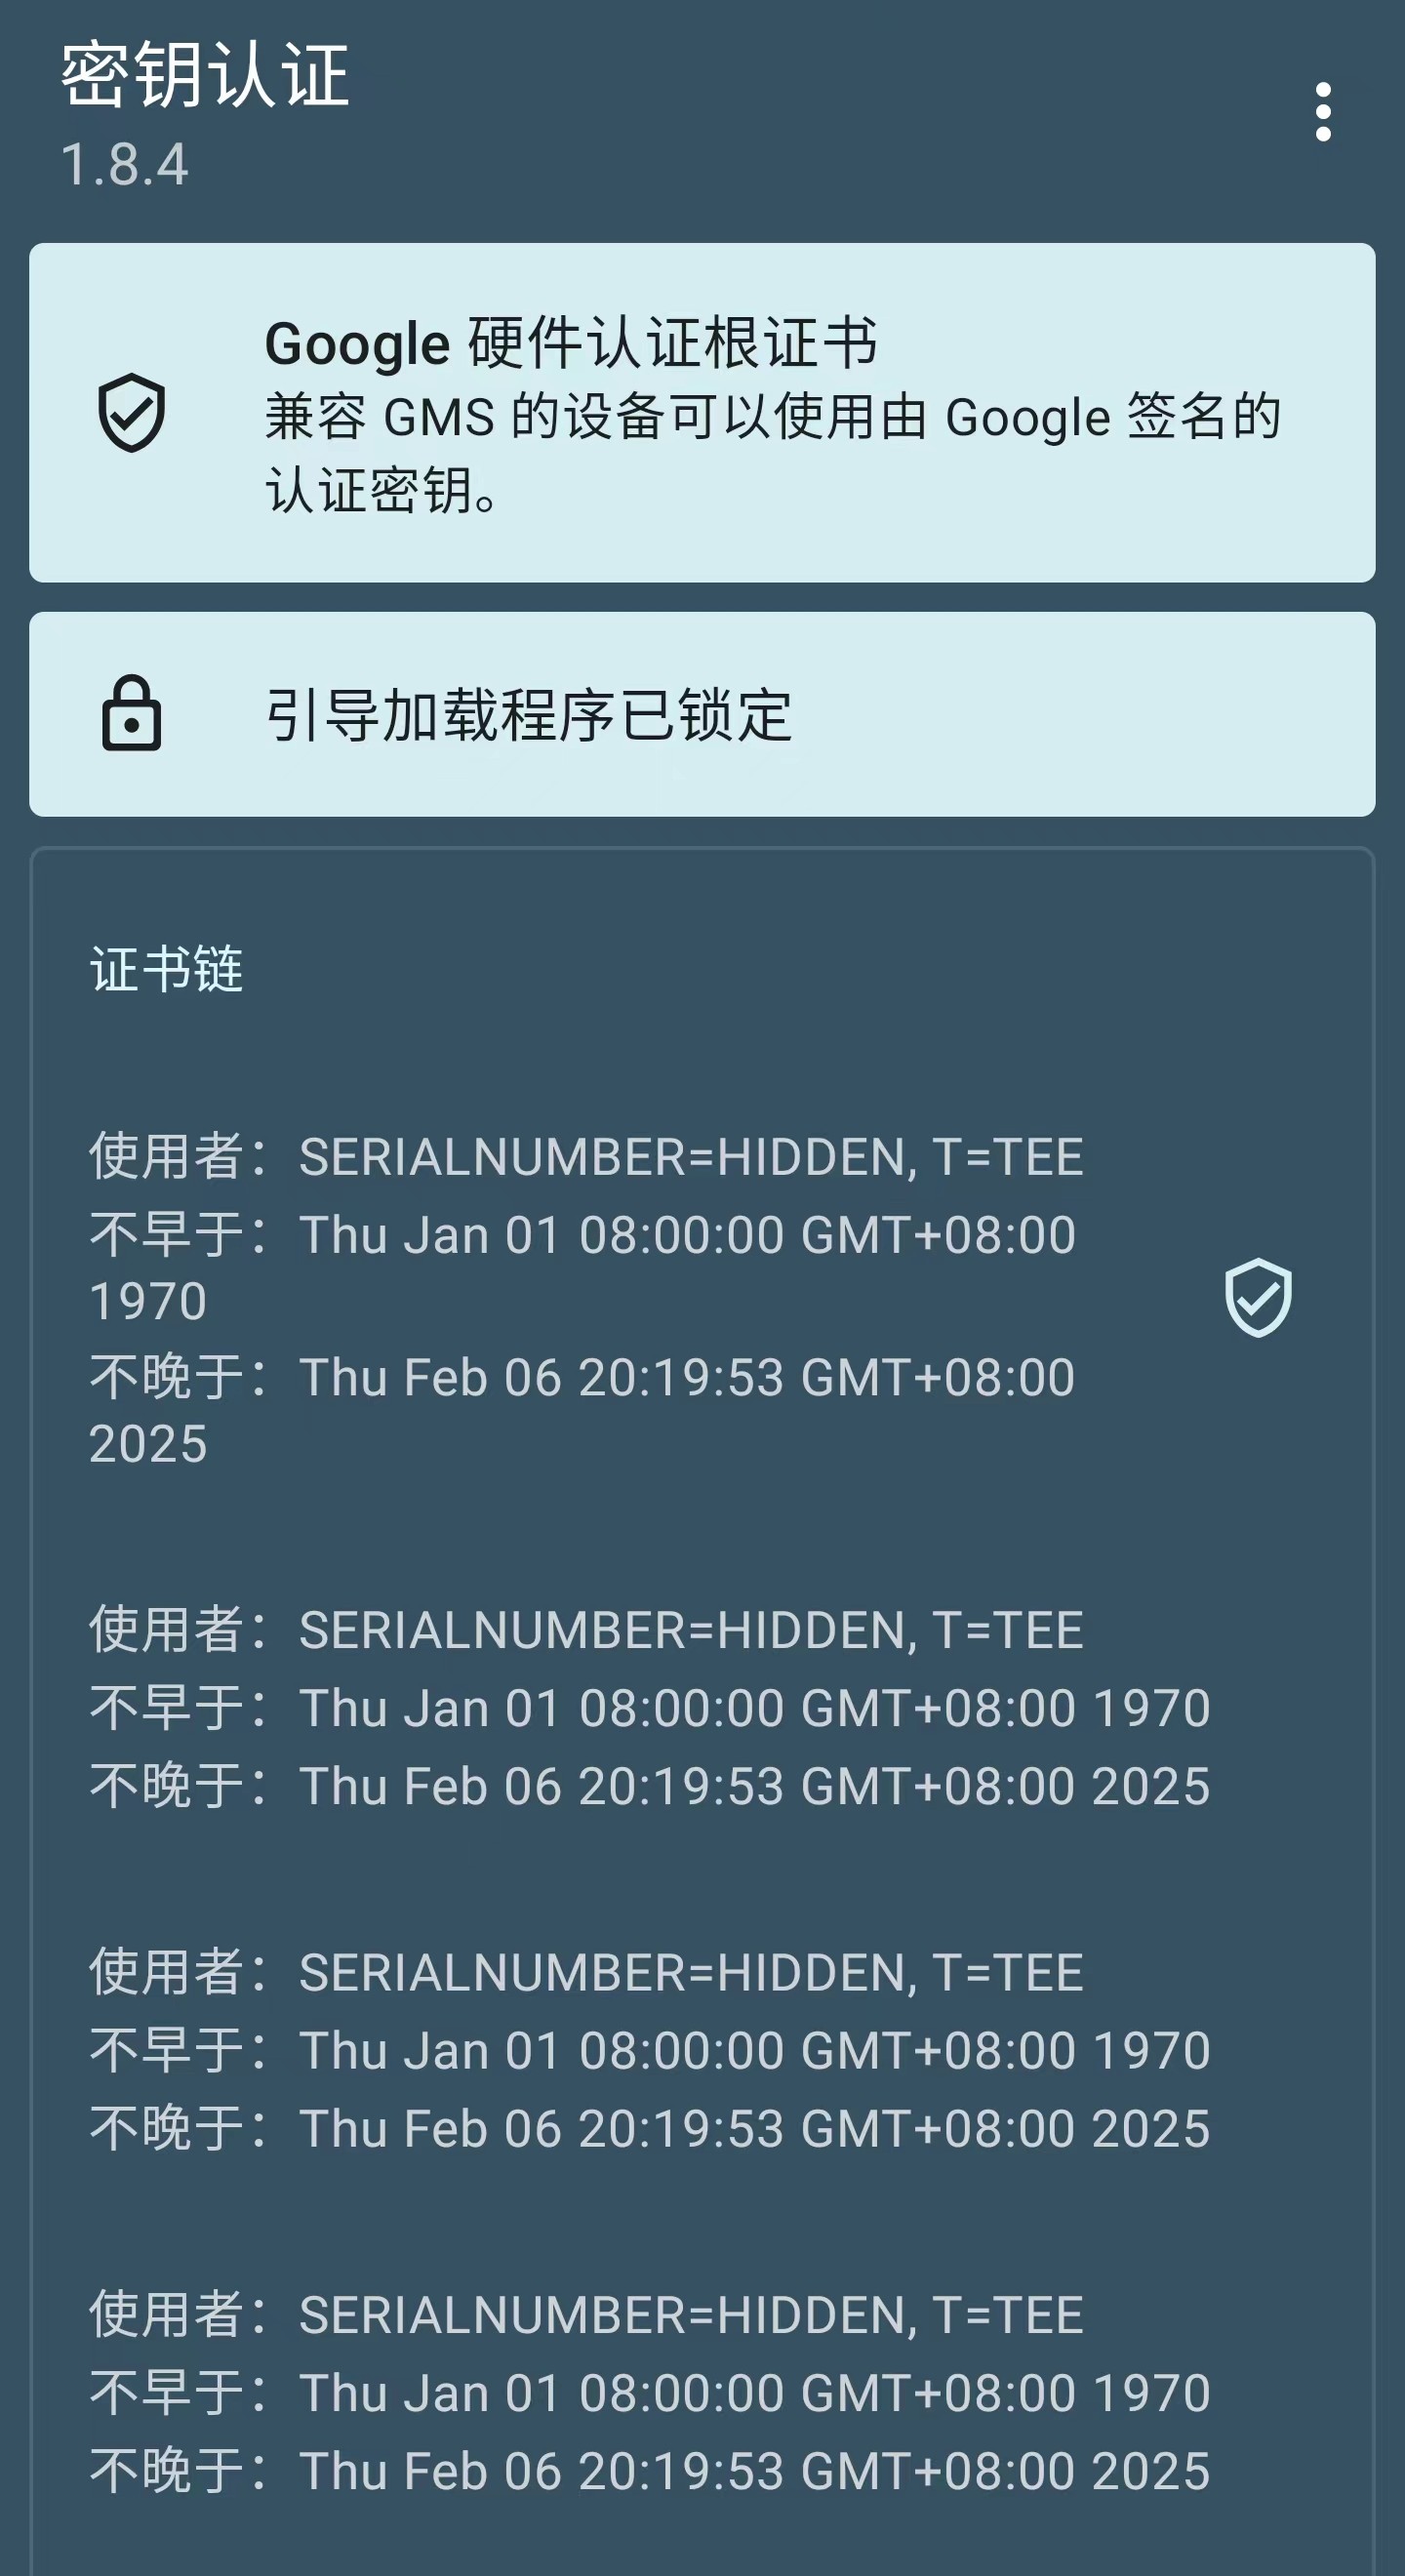 密钥认证
1.8.4
Google 硬件认证根证书
兼容 GMS 的设备可以使用由 Google 签名的
认证密钥。
引导加载程序已锁定
证书链
使用者：SERIALNUMBER=HIDDEN, T=TEE
不早于：Thu Jan 01 08:00:00 GMT+08:00
1970
不晚于：Thu Feb 06 20:19:53 GMT+08:00
2025
使用者：SERIALNUMBER=HIDDEN, T=TEE
不早于：Thu Jan 01 08:00:00 GMT+08:00 1970
不晚于：Thu Feb 06 20:19:53 GMT+08:00 2025
使用者：SERIALNUMBER=HIDDEN, T=TEE
不早于：Thu Jan 01 08:00:00 GMT+08:00 1970
不晚于：Thu Feb 06 20:19:53 GMT+08:00 2025
使用者：SERIALNUMBER=HIDDEN, T=TEE
不早于：Thu Jan 01 08:00:00 GMT+08:00 1970
不晚于：Thu Feb 06 20:19:53 GMT+08:00 2025